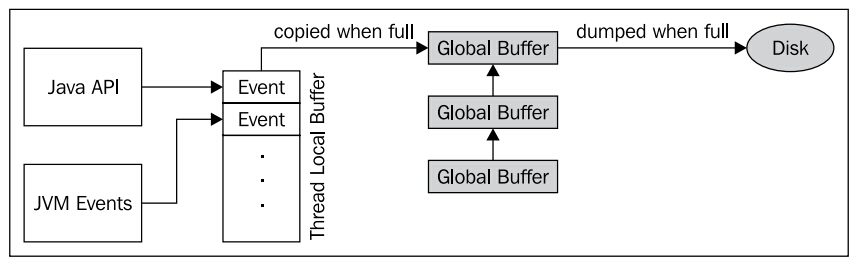 copied when full
dumped when full
Java API
Event
Event
.
.
.
Thread Local Buffer
JVM Events
Global Buffer
Global Buffer
Global Buffer
Disk